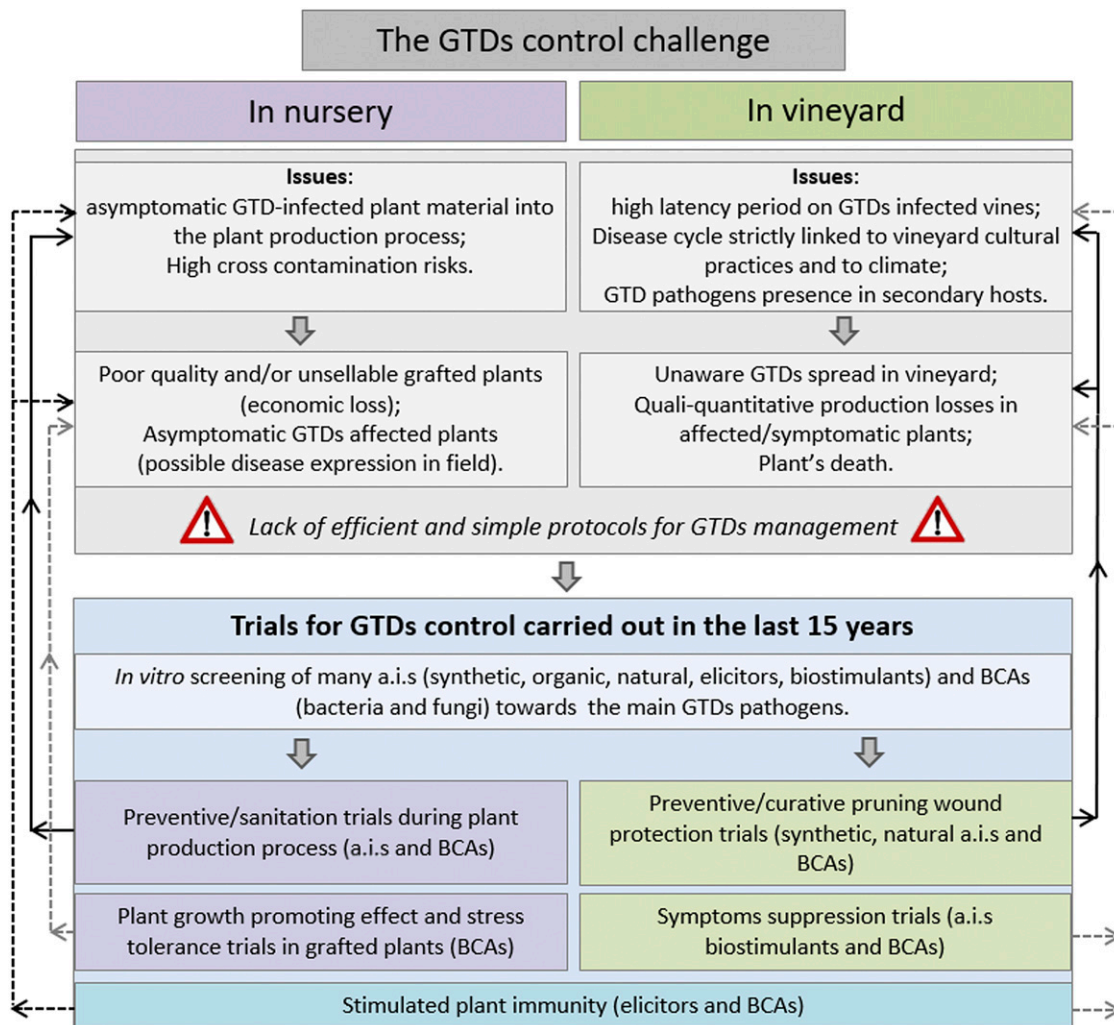 The GTDs control challenge
In nursery
In vineyard
Issues:
asymptomatic GTD-infected plant material into
the plant production process;
High cross contamination risks.
Issues:
high latency period on GTDs infected vines;
Disease cycle strictly linked to vineyard cultural
practices and to climate;
GTD pathogens presence in secondary hosts.
Poor quality and/or unsellable grafted plants
(economic loss);
Asymptomatic GTDs affected plants
(possible disease expression in field).
Unaware GTDs spread in vineyard;
Quali-quantitative production losses in
affected/symptomatic plants;
Plant's death.
Lack of efficient and simple protocols for GTDs management
Trials for GTDs control carried out in the last 15 years
In vitro screening of many a.i.s (synthetic, organic, natural, elicitors, biostimulants) and BCAs
(bacteria and fungi) towards the main GTDs pathogens.
Preventive/sanitation trials during plant
production process (a.i.s and BCAs)
Preventive/curative pruning wound
protection trials (synthetic, natural a.i.s and
BCAs)
Plant growth promoting effect and stress
tolerance trials in grafted plants (BCAs)
Symptoms suppression trials (a.i.s
biostimulants and BCAs)
Stimulated plant immunity (elicitors and BCAs)